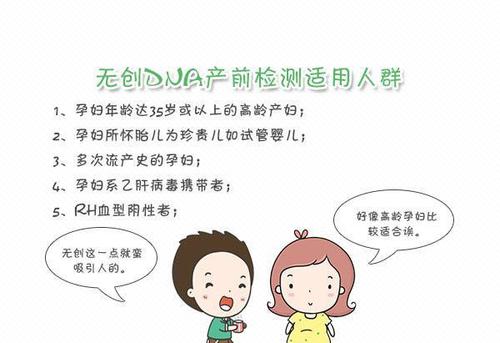 无创DNA产前检测适用人群
1、孕妇年龄达35岁或以上的高龄产妇；
2、孕妇所怀胎儿为珍贵儿如试管婴儿；
3、多次流产史的孕妇；
4、孕妇系乙肝病毒携带者；
5、RH血型阴性者；
无创这一点就蛮
吸引人的。
好像高龄孕妇比
较适合诶。